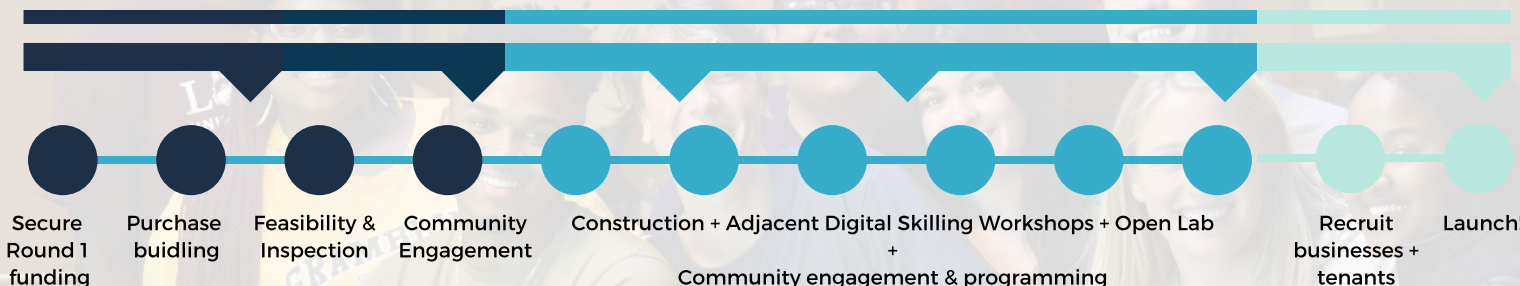 Secure
Round 1
funding
Purchase
buidling
Feasibility &
Inspection
Community
Engagement
Construction + Adjacent Digital Skilling Workshops + Open Lab
+
Community engagement & programming
Recruit
businesses +
tenants
Launch!